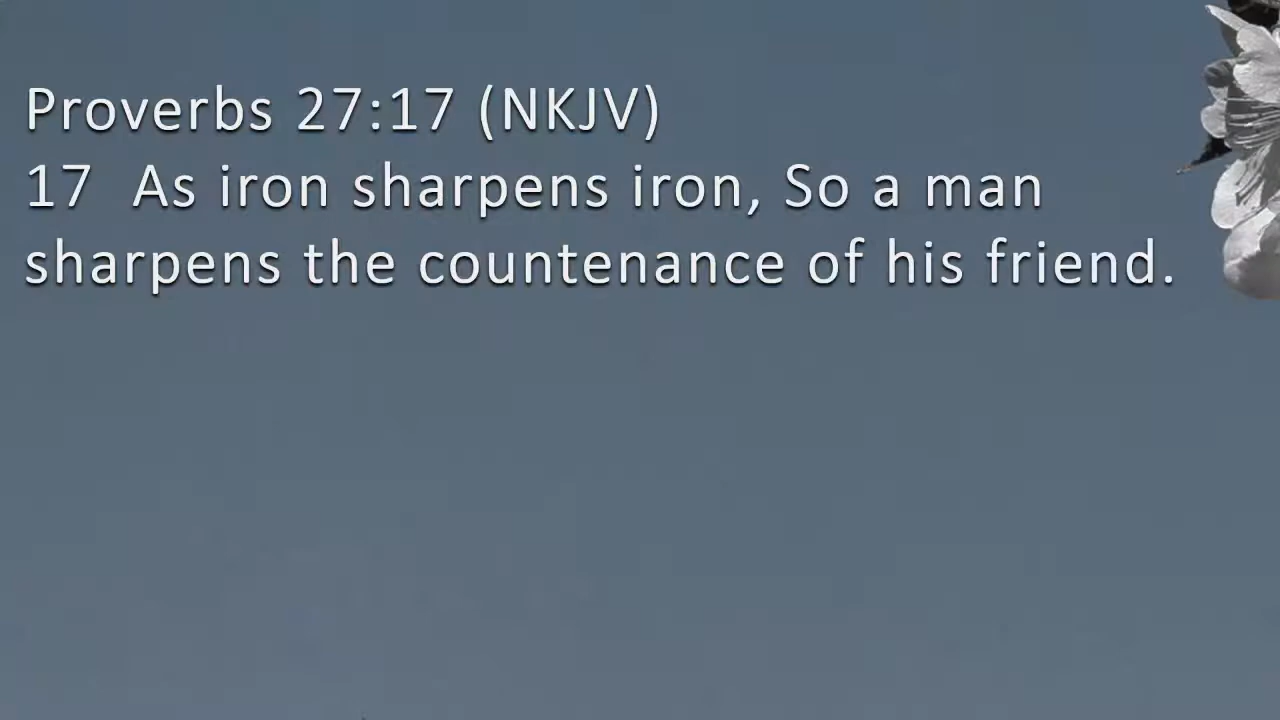 Proverbs 27:17 (NKJV)
17 As iron sharpens iron, So a man
sharpens the countenance of his friend.